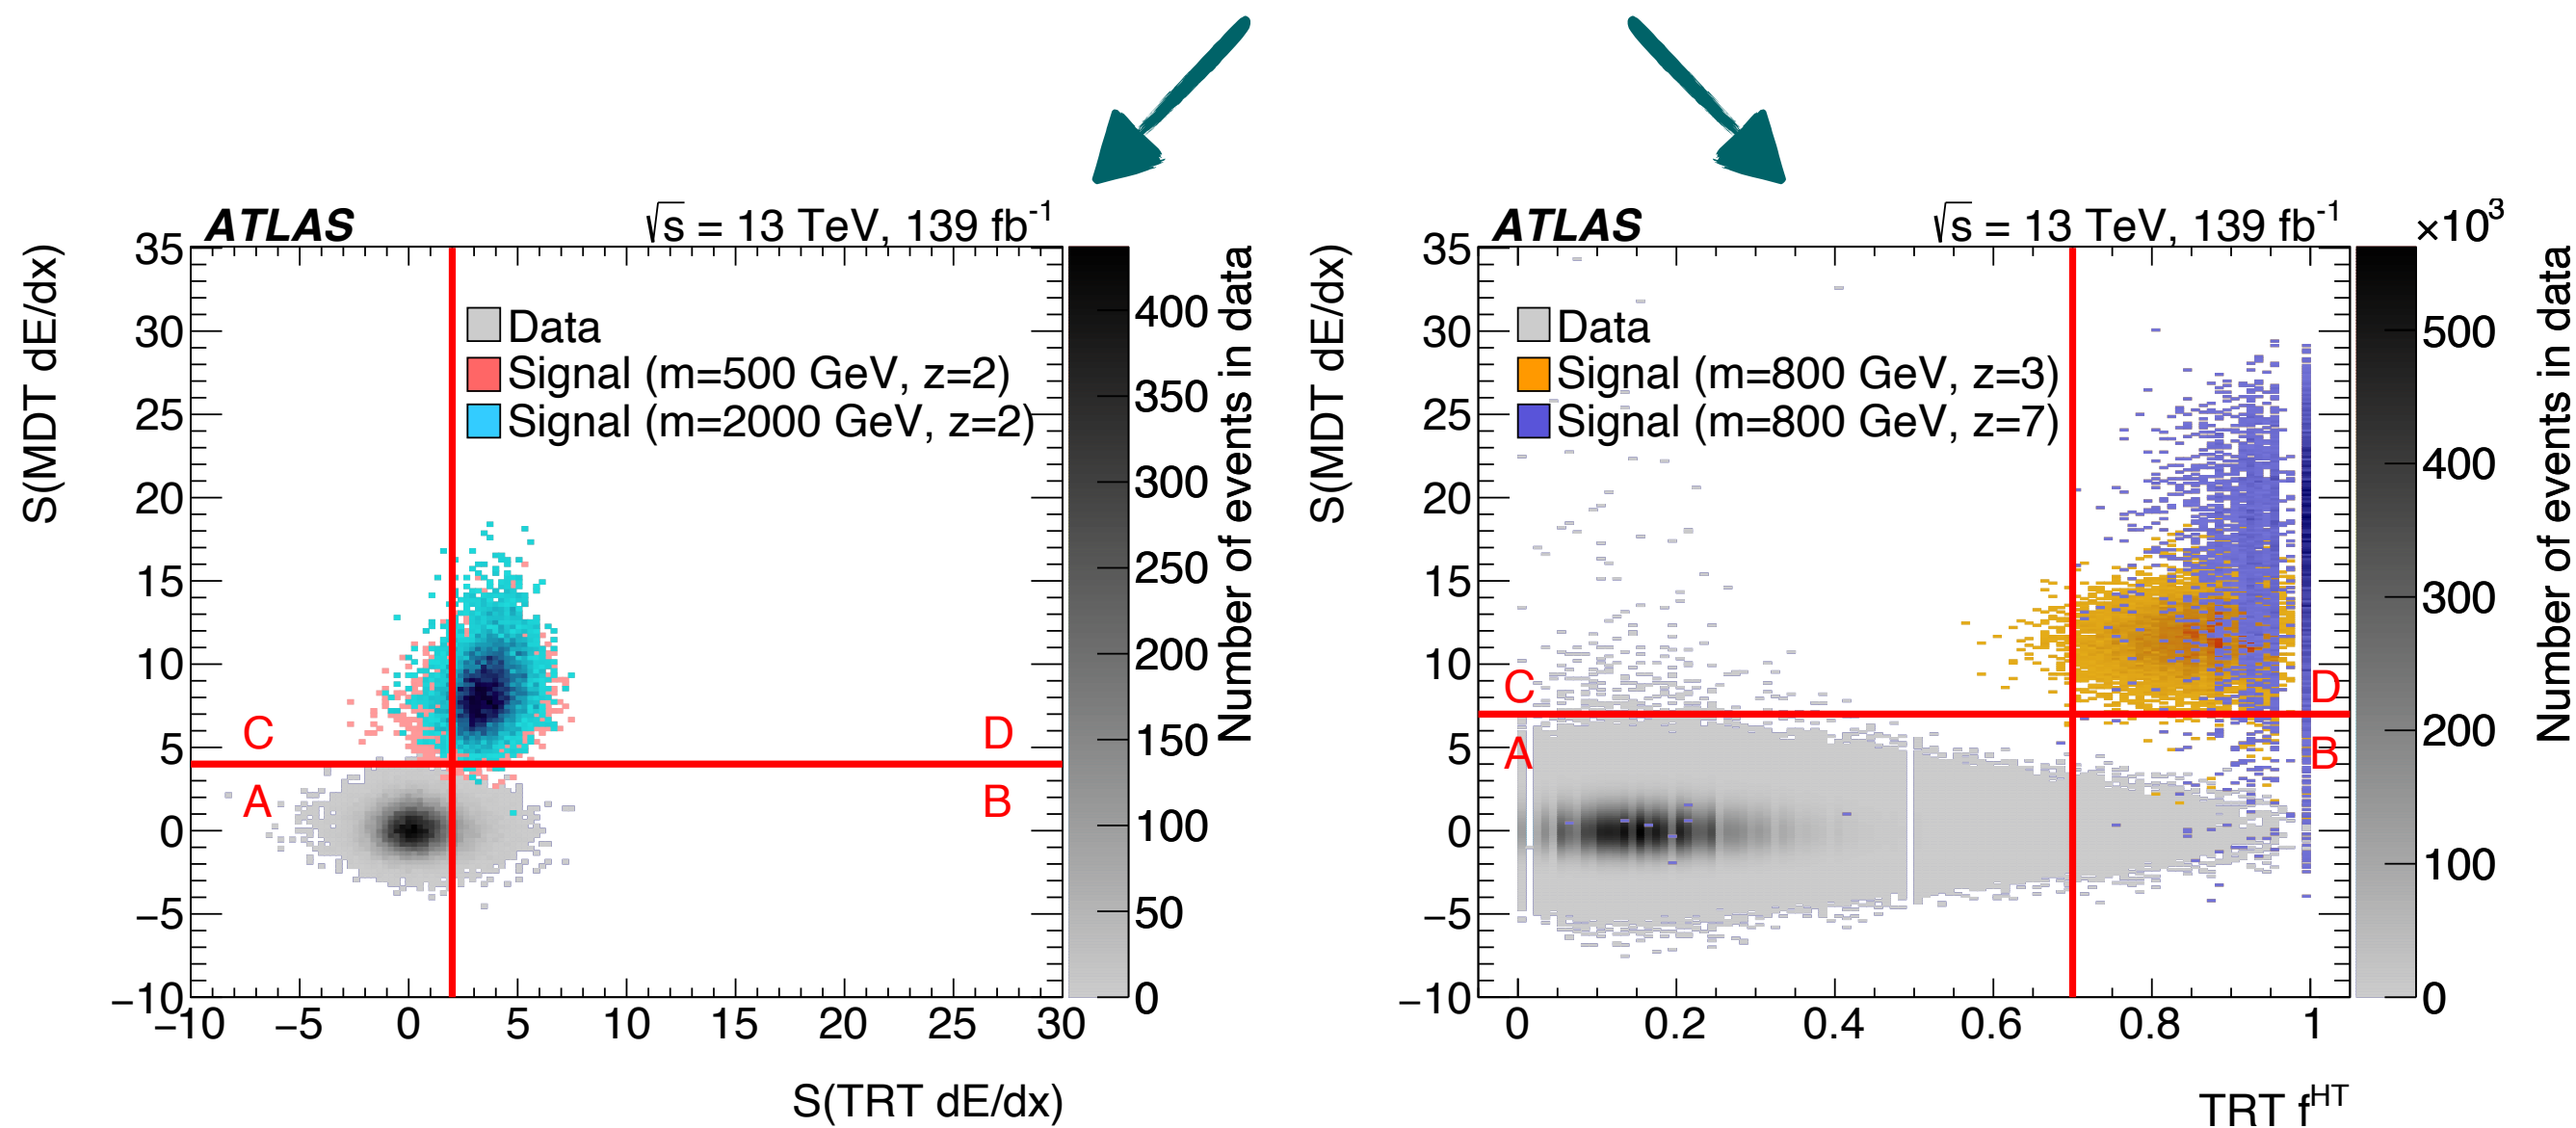 ATLAS
√s = 13 TeV, 139 fb⁻¹
S(MDT dE/dx)
35
30
25
20
15
10
5
0
−5
−10
Data
Signal (m=500 GeV, z=2)
Signal (m=2000 GeV, z=2)
C
D
A
B
−10 −5 0 5 10 15 20 25 30
S(TRT dE/dx)
400
350
300
250
200
150
100
50
0
Number of events in data
ATLAS
√s = 13 TeV, 139 fb⁻¹
×10³
S(MDT dE/dx)
35
30
25
20
15
10
5
0
−5
−10
Data
Signal (m=800 GeV, z=3)
Signal (m=800 GeV, z=7)
C
D
A
B
0 0.2 0.4 0.6 0.8 1
TRT fᴴᵀ
500
400
300
200
100
0
Number of events in data